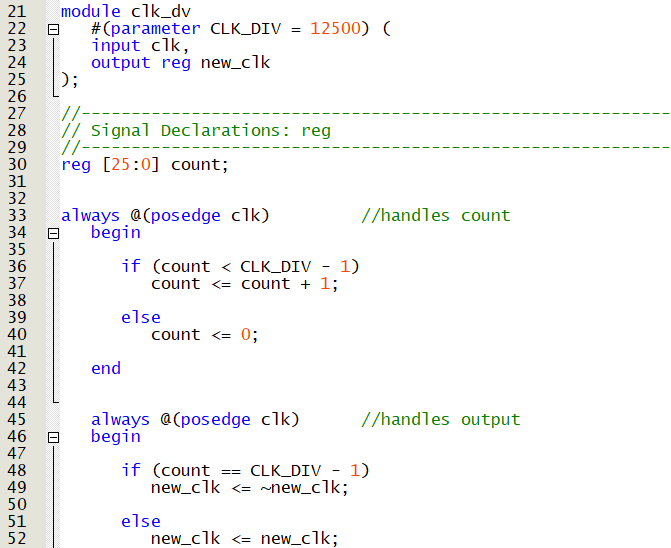 21 module clk_dv
22 #(parameter CLK_DIV = 12500) (
23 input clk,
24 output reg new_clk
25 );
26
27 //-----------------------------------------------------------
28 // Signal Declarations: reg
29 //-----------------------------------------------------------
30 reg [25:0] count;
31
32
33 always @(posedge clk) //handles count
34 begin
35
36 if (count < CLK_DIV - 1)
37 count <= count + 1;
38
39 else
40 count <= 0;
41
42 end
43
44
45 always @(posedge clk) //handles output
46 begin
47
48 if (count == CLK_DIV - 1)
49 new_clk <= ~new_clk;
50
51 else
52 new_clk <= new_clk;